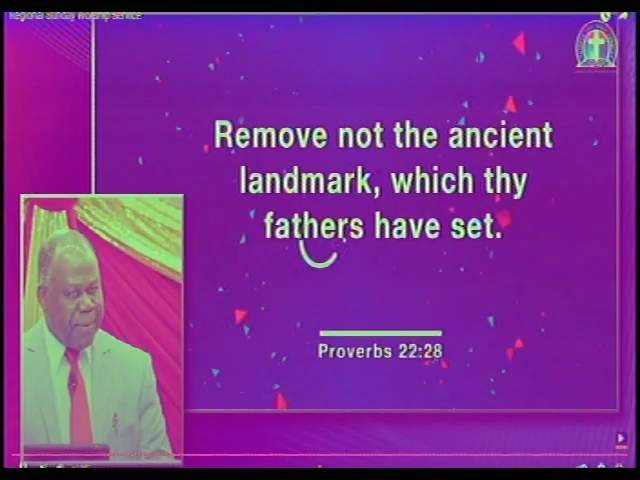 Regional Sunday Worship Service
Remove not the ancient
landmark, which thy
fathers have set.
Proverbs 22:28